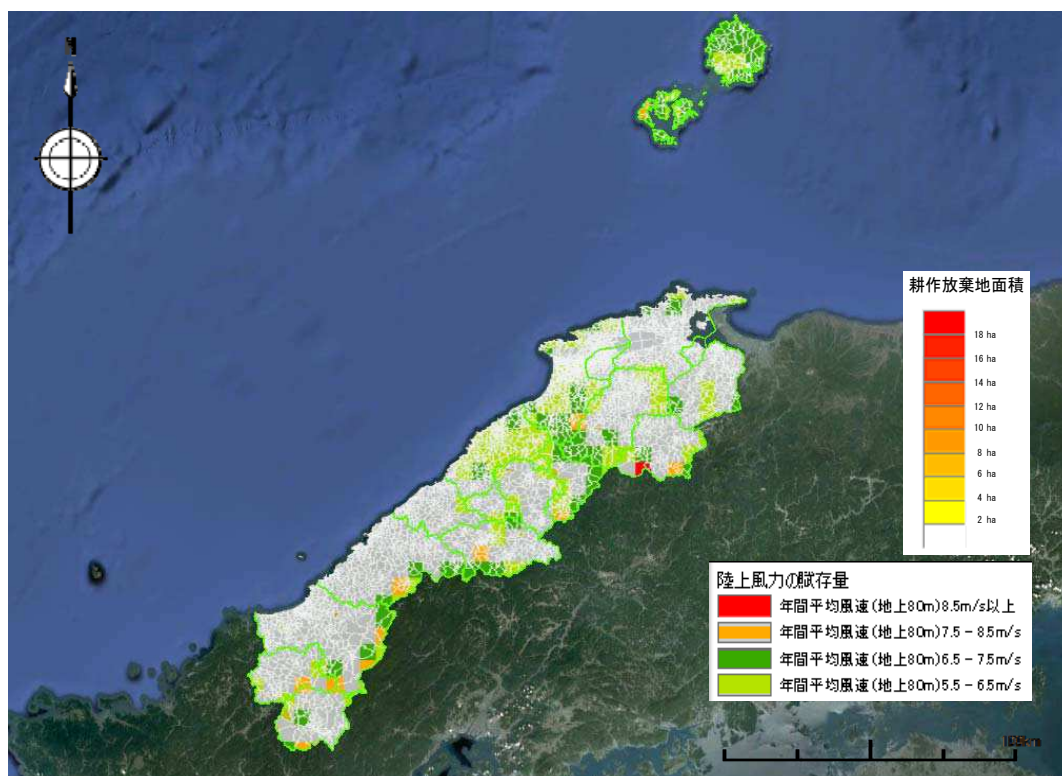 耕作放棄地面積
18 ha
16 ha
14 ha
12 ha
10 ha
8 ha
6 ha
4 ha
2 ha
陸上風力の賦存量
年間平均風速(地上80m)8.5m/s以上
年間平均風速(地上80m)7.5 - 8.5m/s
年間平均風速(地上80m)6.5 - 7.5m/s
年間平均風速(地上80m)5.5 - 6.5m/s